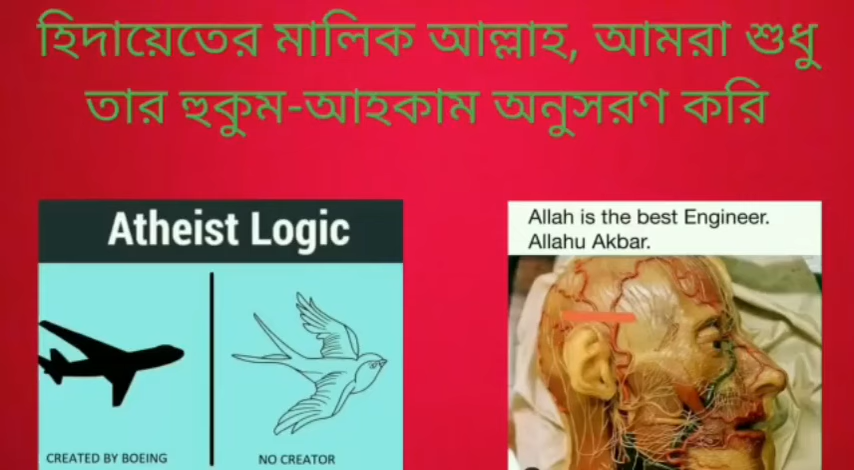 হিদায়েতের মালিক আল্লাহ, আমরা শুধু
তার হুকুম-আহকাম অনুসরণ করি
Atheist Logic
CREATED BY BOEING
NO CREATOR
Allah is the best Engineer.
Allahu Akbar.